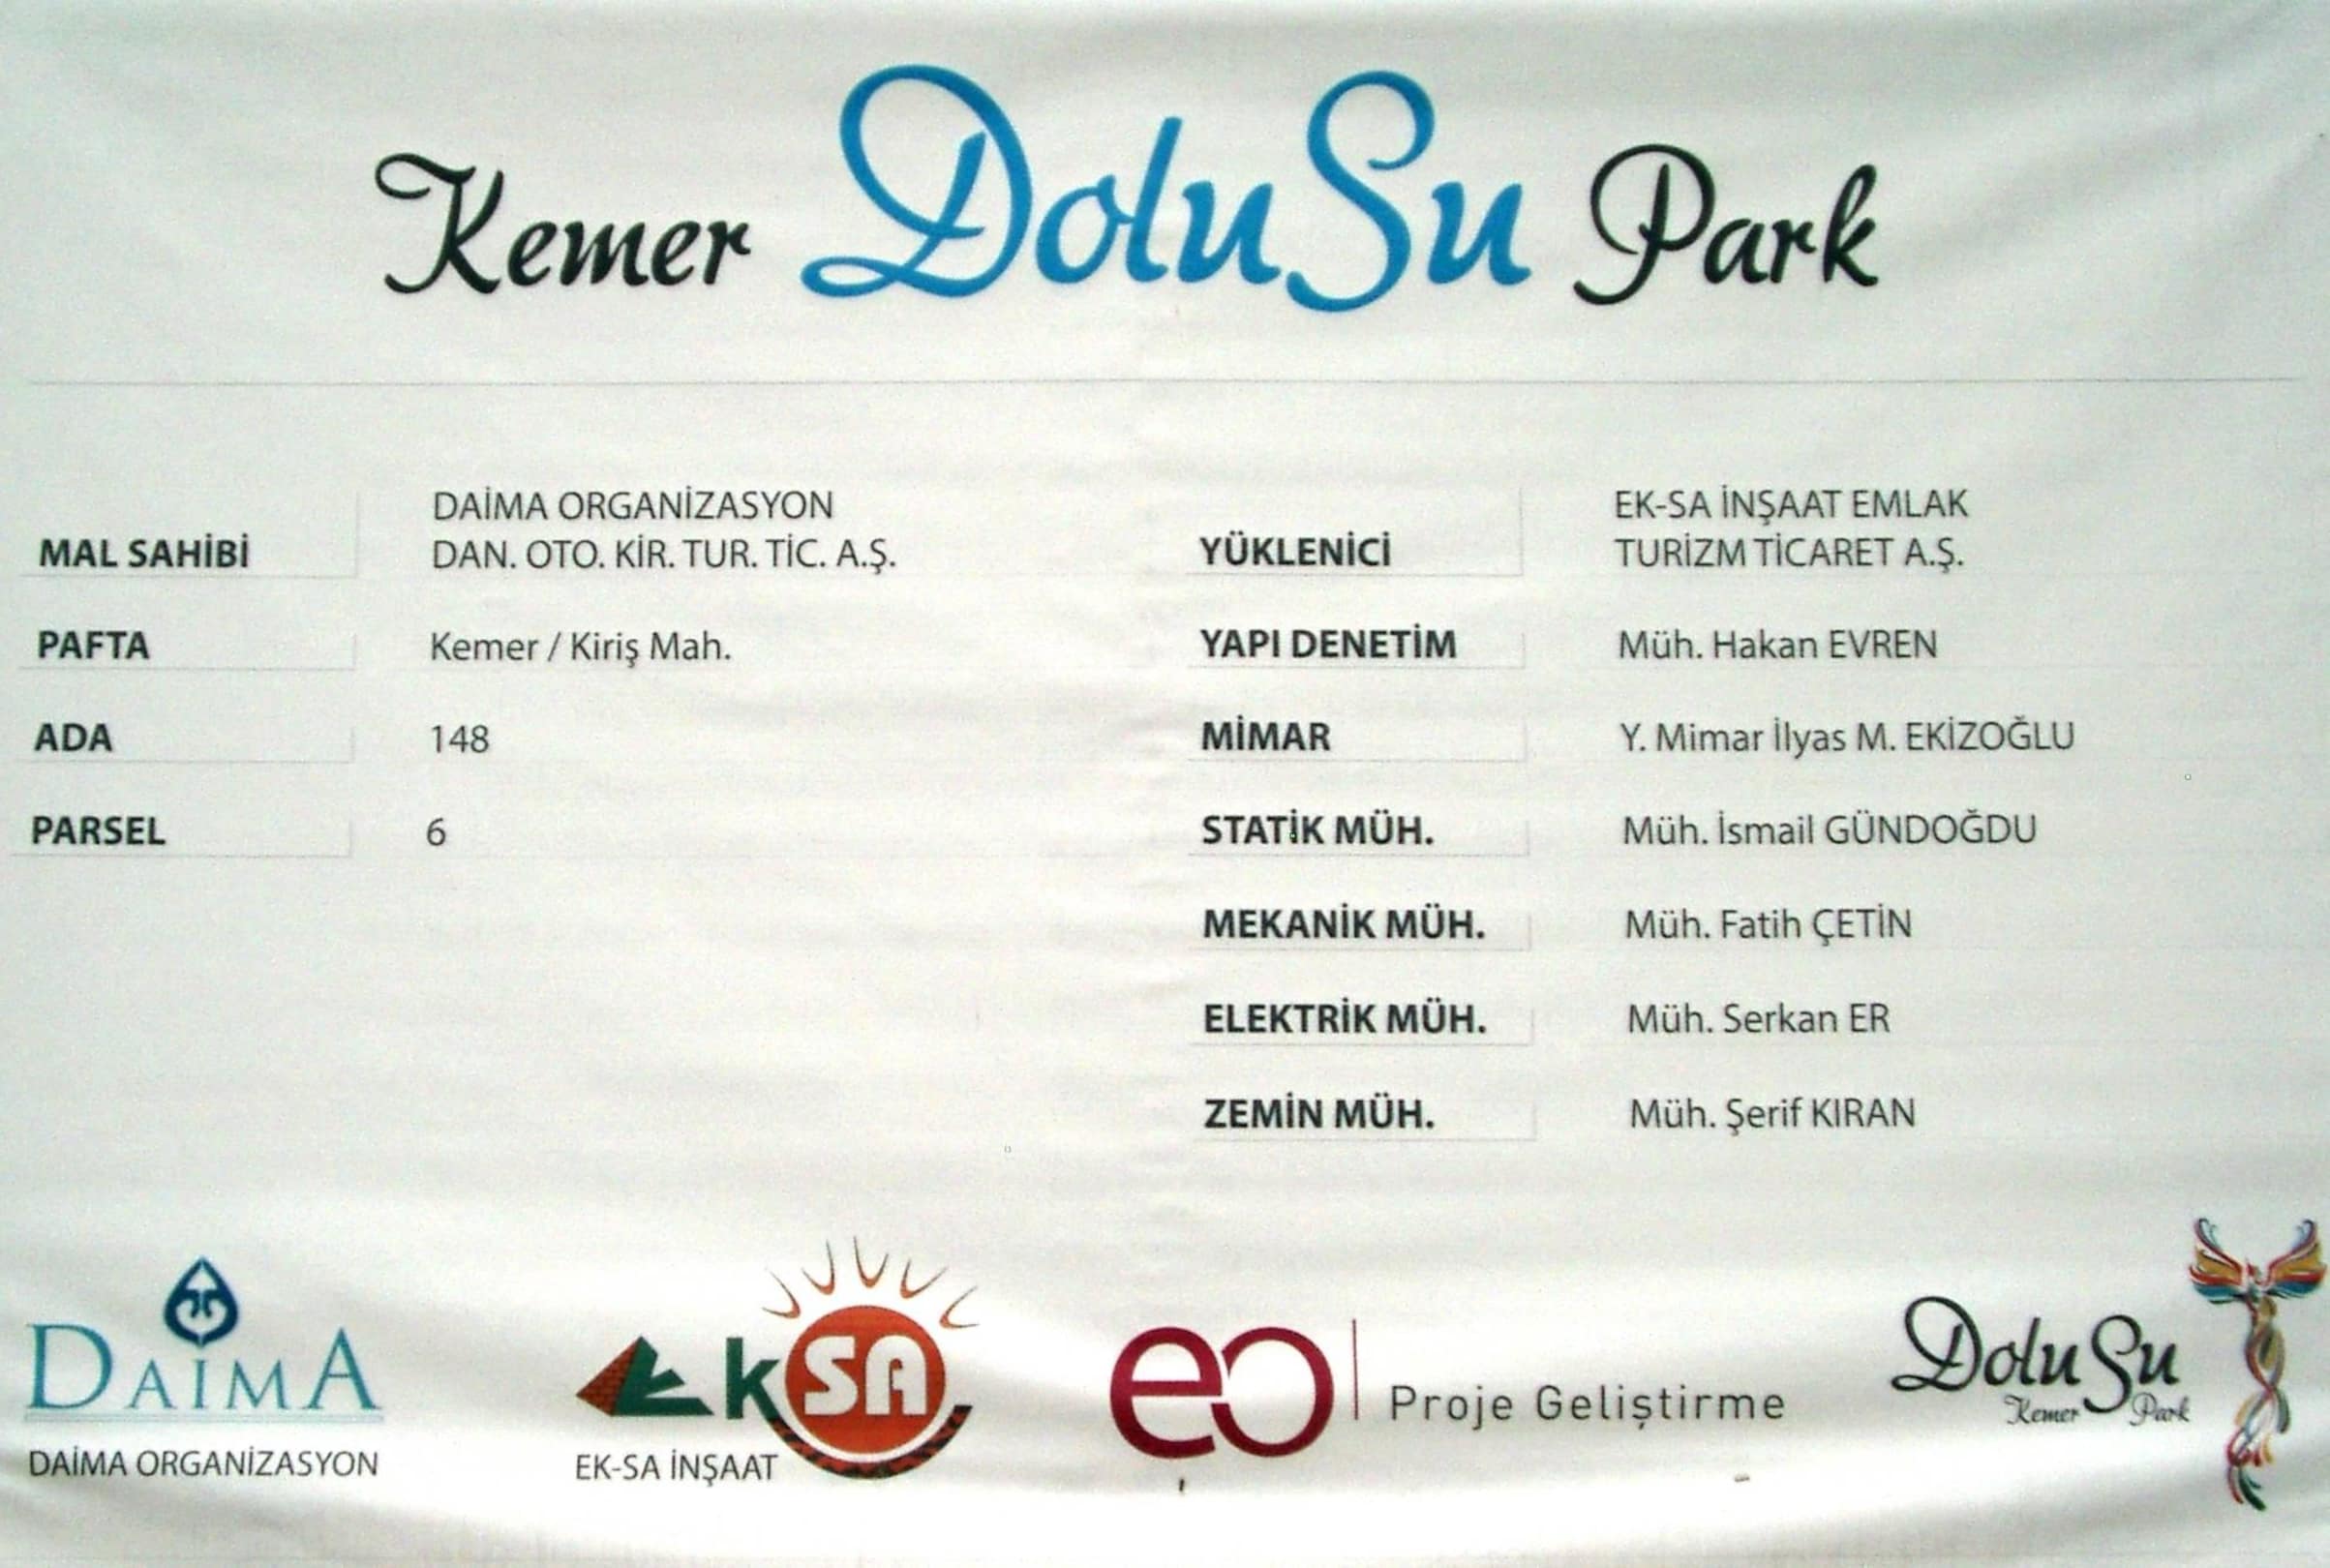 Kemer DoluSu Park
MAL SAHİBİ
DAİMA ORGANİZASYON
DAN. OTO. KİR. TUR. TİC. A.Ş.
PAFTA
Kemer / Kiriş Mah.
ADA
148
PARSEL
6
YÜKLENİCİ
EK-SA İNŞAAT EMLAK
TURİZM TİCARET A.Ş.
YAPI DENETİM
Müh. Hakan EVREN
MİMAR
Y. Mimar İlyas M. EKİZOĞLU
STATİK MÜH.
Müh. İsmail GÜNDOĞDU
MEKANİK MÜH.
Müh. Fatih ÇETİN
ELEKTRİK MÜH.
Müh. Serkan ER
ZEMİN MÜH.
Müh. Şerif KIRAN
DAİMA
DAİMA ORGANİZASYON
EkSA
EK-SA İNŞAAT
eo
Proje Geliştirme
DoluSu
Kemer Park